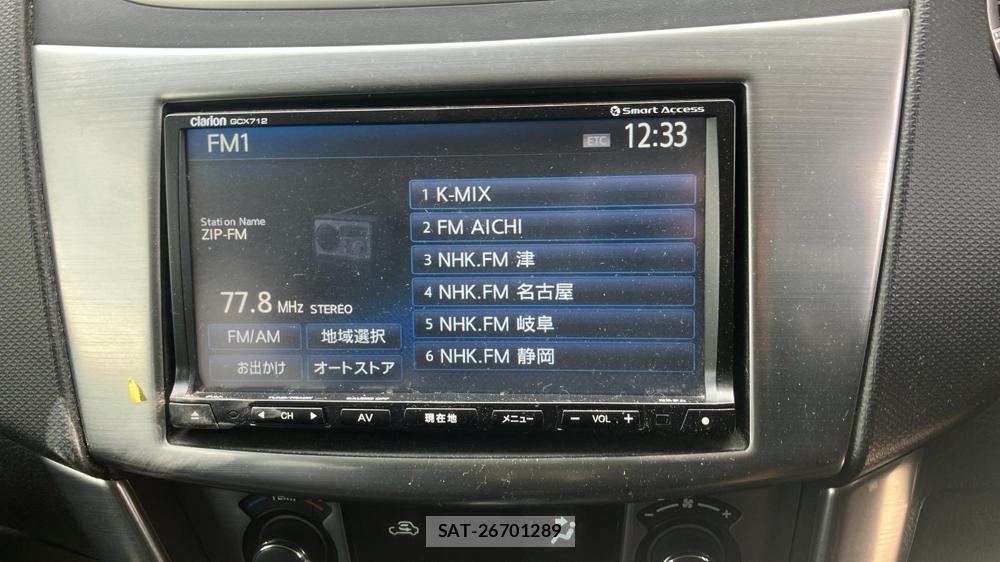 Clarion GCX712
Smart Access
FM1
ETC 12:33
Station Name
ZIP-FM
77.8 MHz STEREO
FM/AM 地域選択
お出かけ オートストア
1 K-MIX
2 FM AICHI
3 NHK.FM 津
4 NHK.FM 名古屋
5 NHK.FM 岐阜
6 NHK.FM 静岡
CH AV 現在地 メニュー − VOL +
TEMP
SAT-26701289